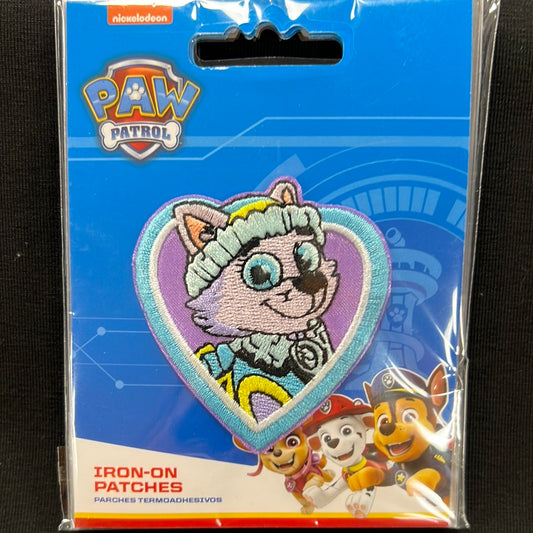 nickelodeon
PAW
PATROL
IRON-ON
PATCHES
PARCHES TERMOADHESIVOS